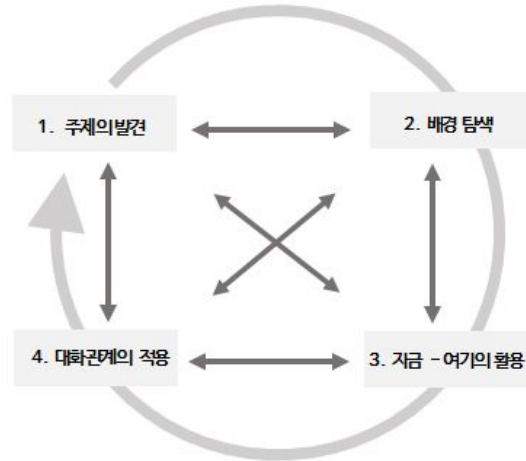 1. 주제의 발견
2. 배경 탐색
4. 대화관계의 적용
3. 지금 - 여기의 활용